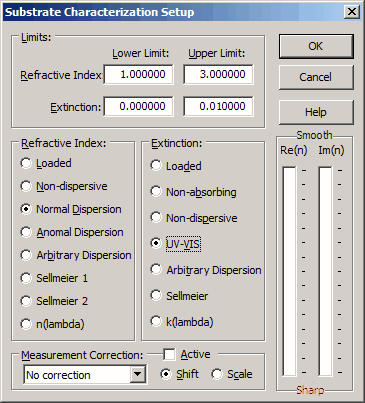 Substrate Characterization Setup
Limits:
Lower Limit: Upper Limit:
Refractive Index 1.000000 3.000000
Extinction: 0.000000 0.010000
OK
Cancel
Help
Refractive Index:
Loaded
Non-dispersive
Normal Dispersion
Anomal Dispersion
Arbitrary Dispersion
Sellmeier 1
Sellmeier 2
n(lambda)
Extinction:
Loaded
Non-absorbing
Non-dispersive
UV-VIS
Arbitrary Dispersion
Sellmeier
k(lambda)
Smooth
Re(n) Im(n)
Sharp
Measurement Correction: Active
No correction Shift Scale